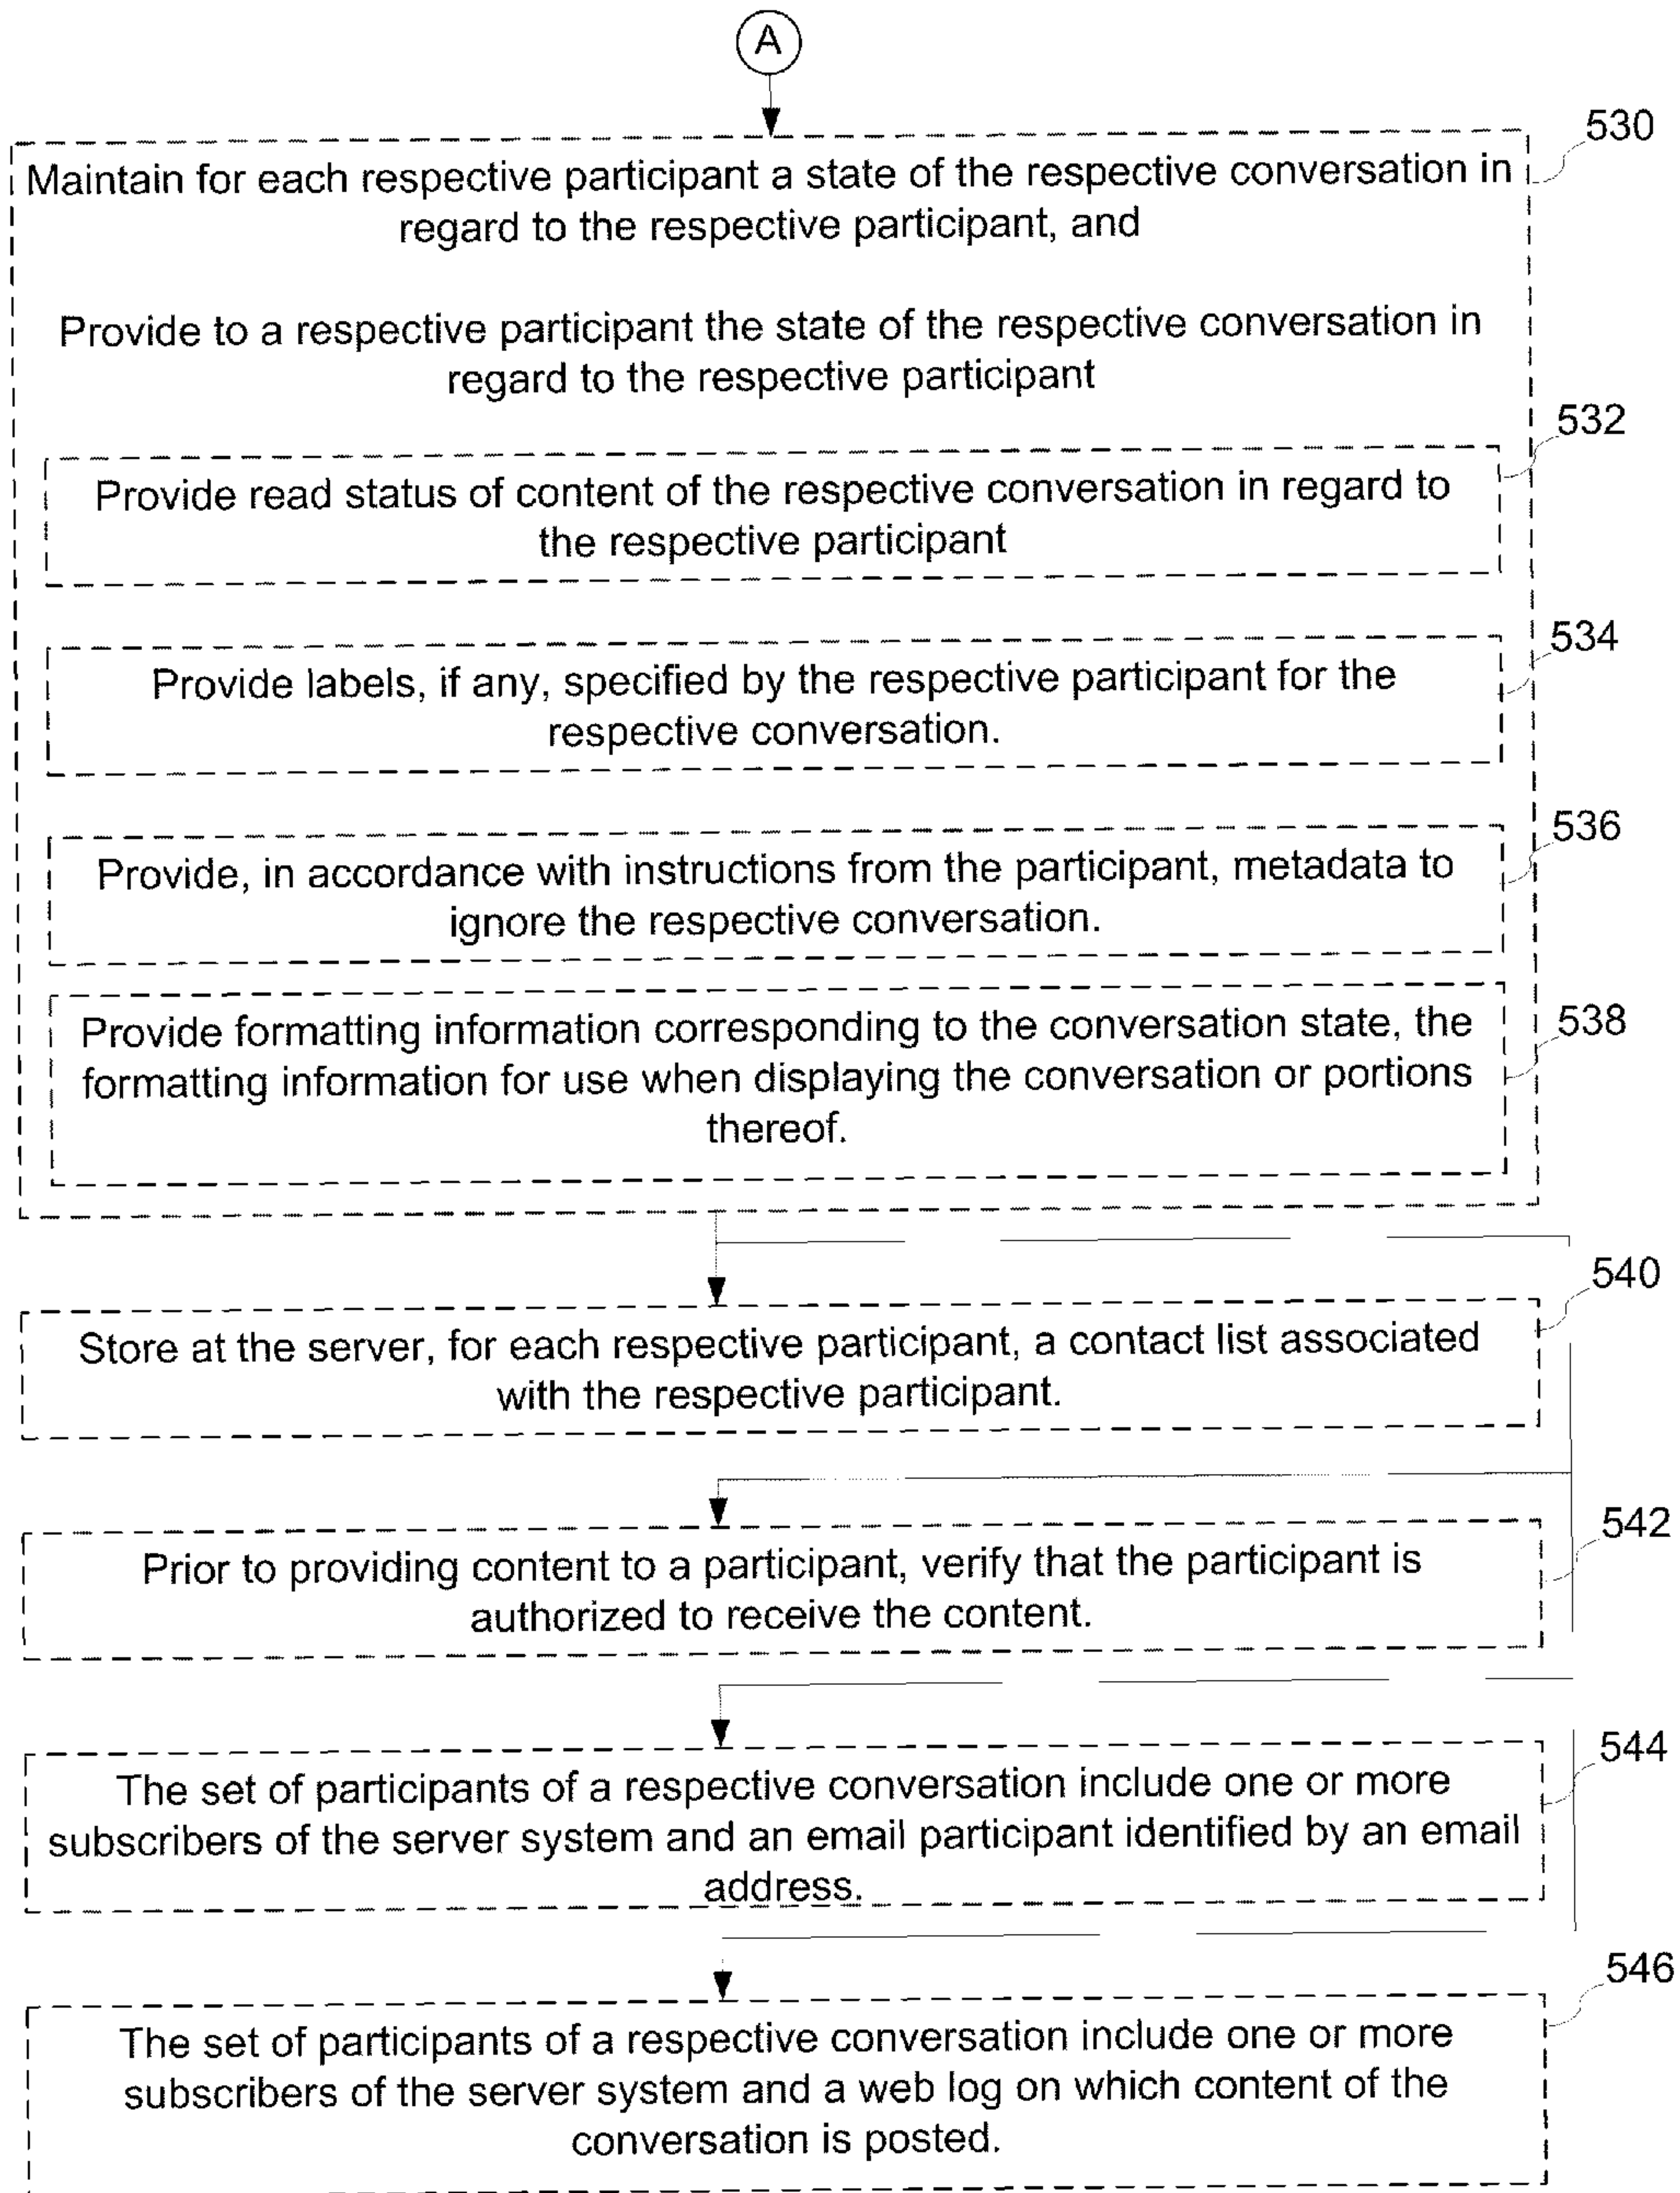 A
530
Maintain for each respective participant a state of the respective conversation in
regard to the respective participant, and
Provide to a respective participant the state of the respective conversation in
regard to the respective participant
532
Provide read status of content of the respective conversation in regard to
the respective participant
534
Provide labels, if any, specified by the respective participant for the
respective conversation.
536
Provide, in accordance with instructions from the participant, metadata to
ignore the respective conversation.
538
Provide formatting information corresponding to the conversation state, the
formatting information for use when displaying the conversation or portions
thereof.
540
Store at the server, for each respective participant, a contact list associated
with the respective participant.
542
Prior to providing content to a participant, verify that the participant is
authorized to receive the content.
544
The set of participants of a respective conversation include one or more
subscribers of the server system and an email participant identified by an email
address.
546
The set of participants of a respective conversation include one or more
subscribers of the server system and a web log on which content of the
conversation is posted.